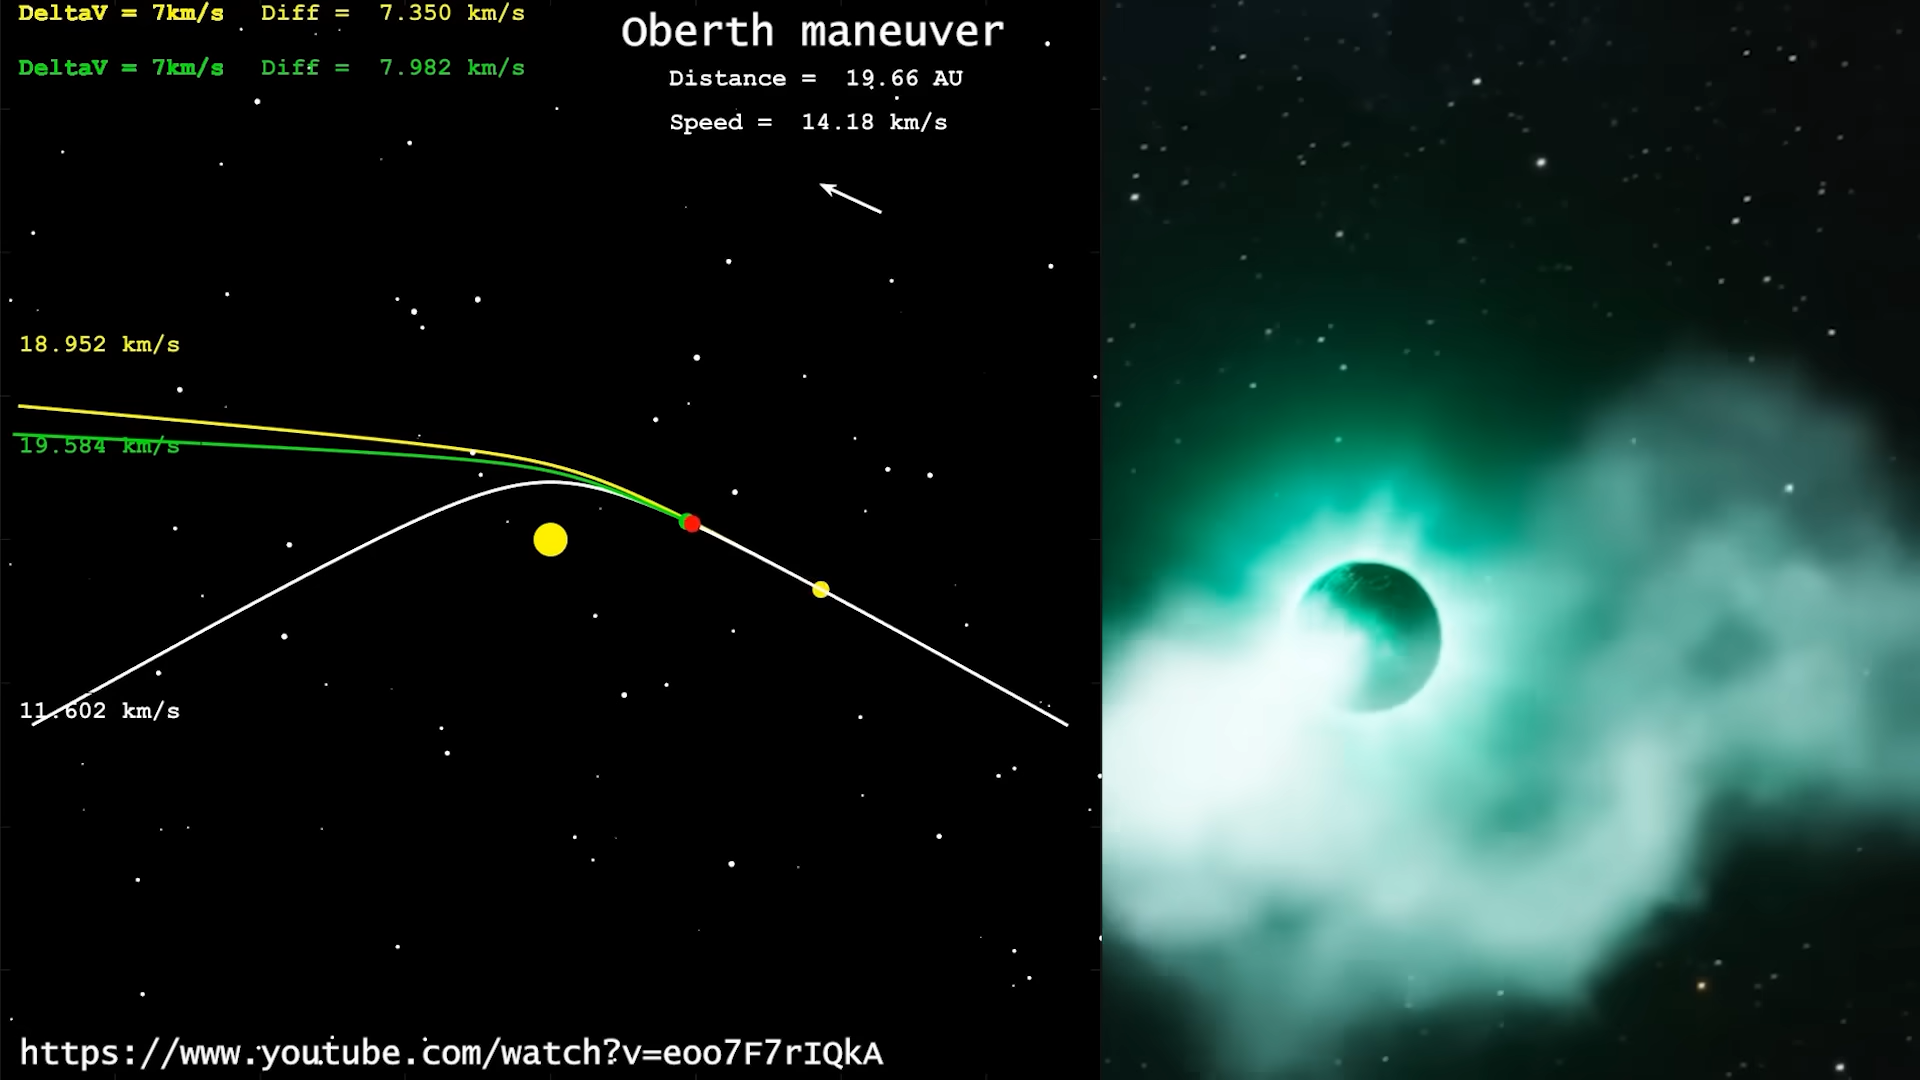 DeltaV = 7km/s Diff = 7.350 km/s
DeltaV = 7km/s Diff = 7.982 km/s
Oberth maneuver
Distance = 19.66 AU
Speed = 14.18 km/s
18.952 km/s
19.584 km/s
11.602 km/s
https://www.youtube.com/watch?v=eoo7F7rIQkA